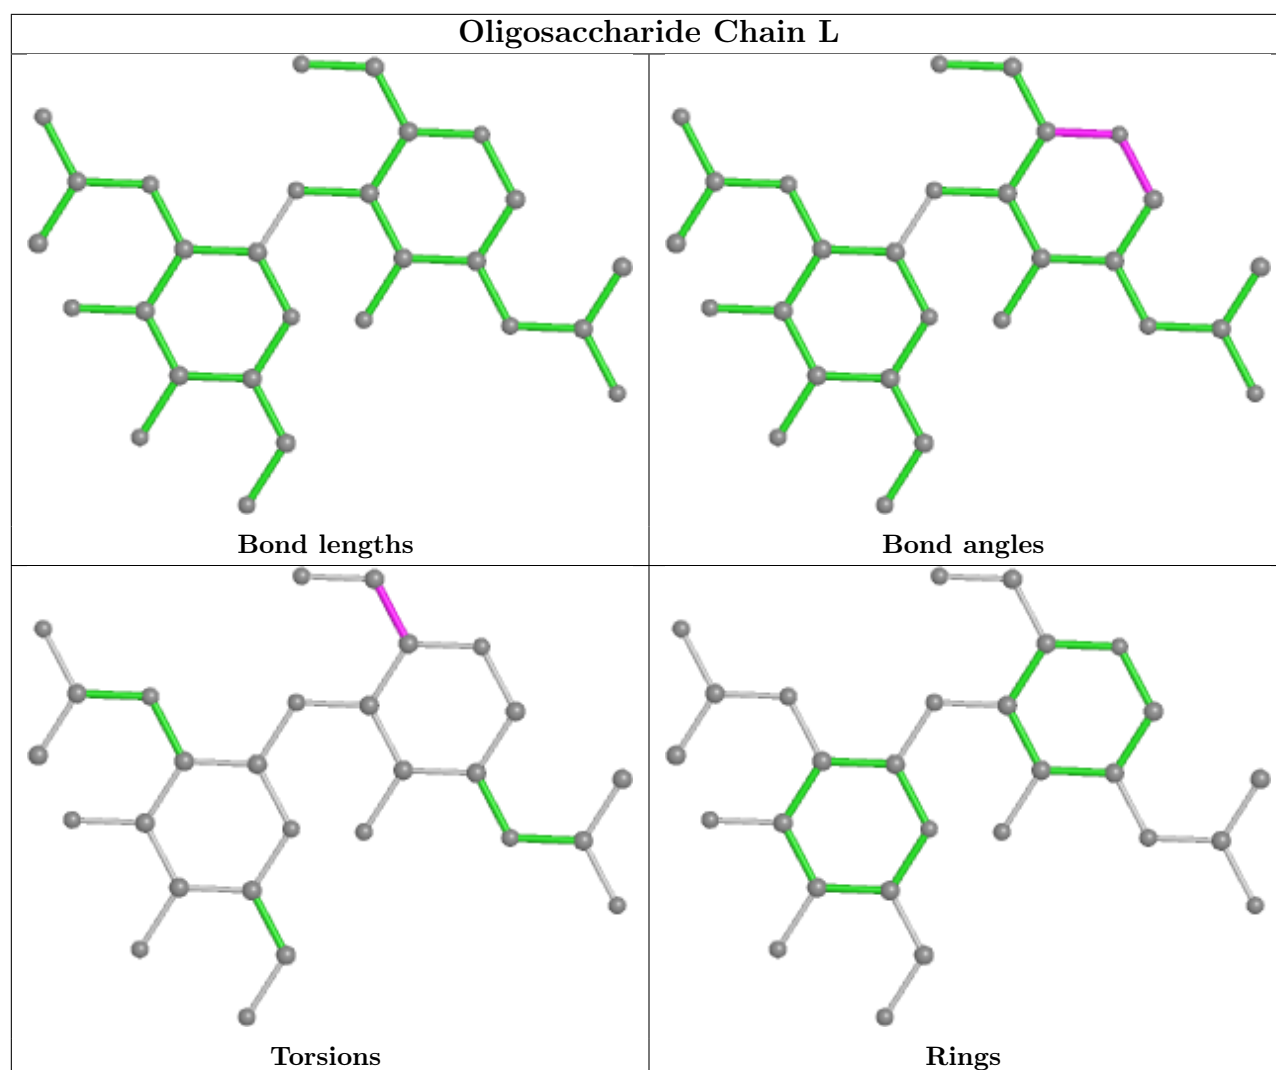 Oligosaccharide Chain L
Bond lengths
Bond angles
Torsions
Rings